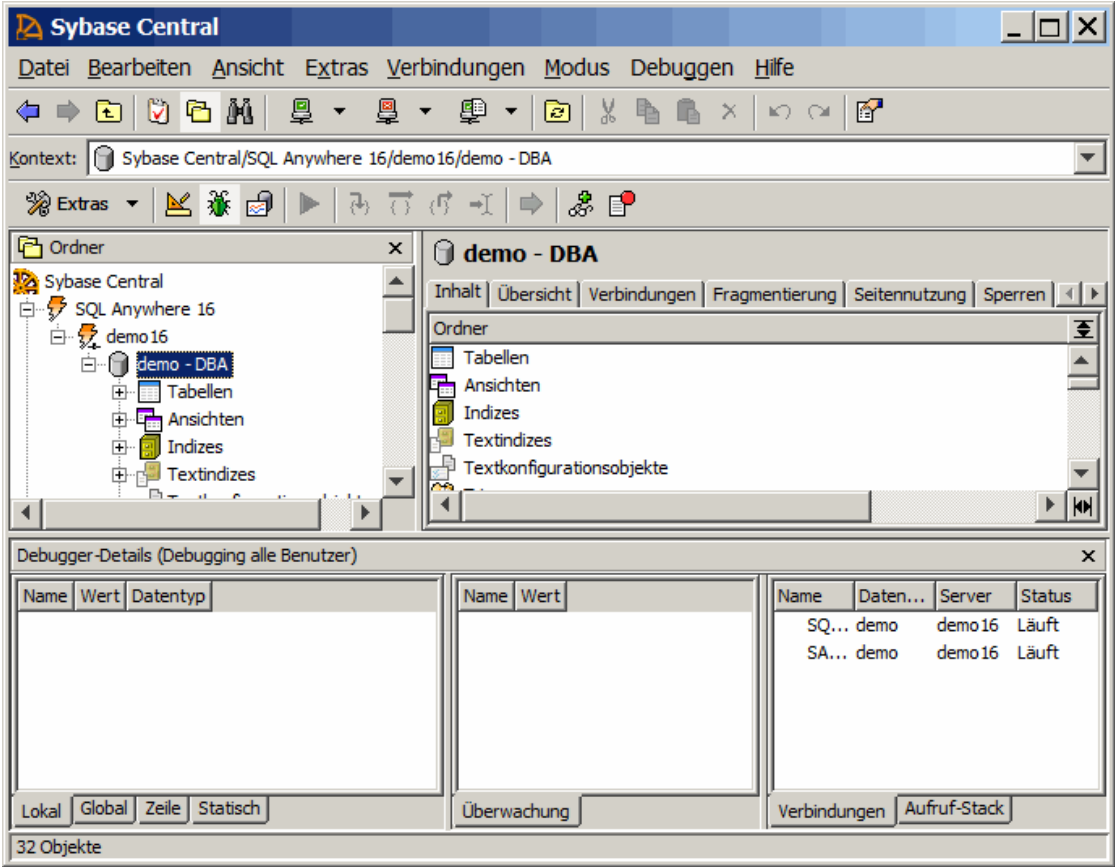 Sybase Central
Datei Bearbeiten Ansicht Extras Verbindungen Modus Debuggen Hilfe
Kontext: Sybase Central/SQL Anywhere 16/demo16/demo - DBA
Extras
Ordner
Sybase Central
SQL Anywhere 16
demo16
demo - DBA
Tabellen
Ansichten
Indizes
Textindizes
demo - DBA
Inhalt Übersicht Verbindungen Fragmentierung Seitennutzung Sperren
Ordner
Tabellen
Ansichten
Indizes
Textindizes
Textkonfigurationsobjekte
Debugger-Details (Debugging alle Benutzer)
Name Wert Datentyp
Lokal Global Zeile Statisch
Name Wert
Überwachung
Name Daten... Server Status
SQ... demo demo16 Läuft
SA... demo demo16 Läuft
Verbindungen Aufruf-Stack
32 Objekte